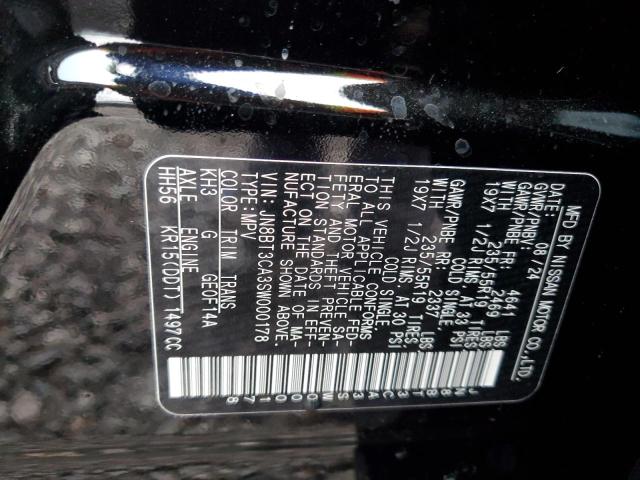 MFD BY NISSAN MOTOR CO.,LTD.
DATE: 08/24
GVWR/PNBV: 4641 LBS
GAWR/PNBE FR: 2469 LBS
WITH 235/55R19 TIRES
19X7 1/2J RIMS AT 33 PSI
COLD SINGLE.
GAWR/PNBE RR: 2337 LBS
WITH 235/55R19 TIRES
19X7 1/2J RIMS AT 30 PSI
COLD SINGLE.
THIS VEHICLE CONFORMS
TO ALL APPLICABLE FED-
ERAL MOTOR VEHICLE SA-
FETY AND THEFT PREVEN-
TION STANDARDS IN EFF-
ECT ON THE DATE OF MA-
NUFACTURE SHOWN ABOVE.
VIN: JN8BT3CA3SW000178
TYPE: MPV
COLOR TRIM TRANS
KH3 G GE0F14A
AXLE ENGINE
HH56 KR15(DDT) 1497CC
JN8BT3CA3SW000178